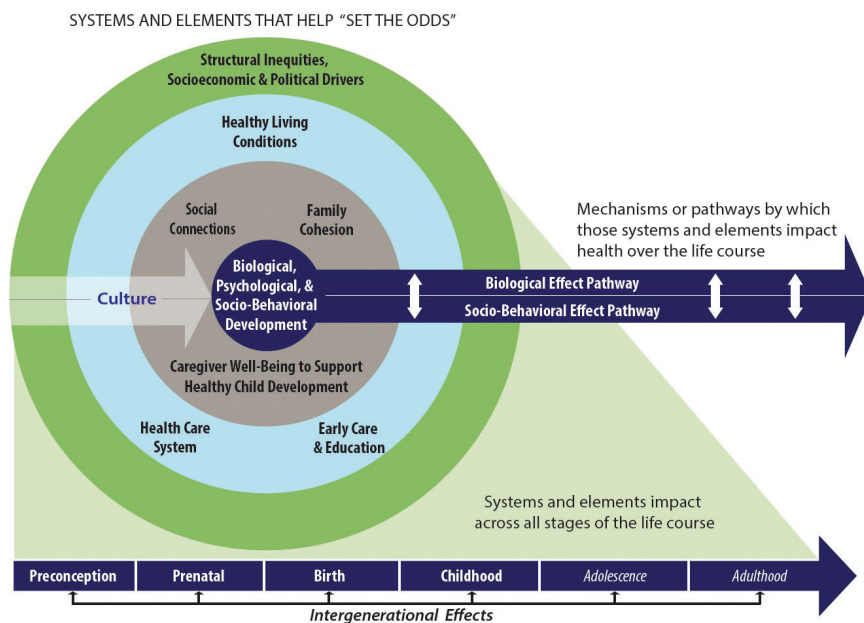 SYSTEMS AND ELEMENTS THAT HELP “SET THE ODDS”
Structural Inequities,
Socioeconomic & Political Drivers
Healthy Living
Conditions
Social
Connections
Family
Cohesion
Mechanisms or pathways by which
those systems and elements impact
health over the life course
Culture
Biological,
Psychological, &
Socio-Behavioral
Development
Biological Effect Pathway
Socio-Behavioral Effect Pathway
Caregiver Well-Being to Support
Healthy Child Development
Health Care
System
Early Care
& Education
Systems and elements impact
across all stages of the life course
Preconception
Prenatal
Birth
Childhood
Adolescence
Adulthood
Intergenerational Effects